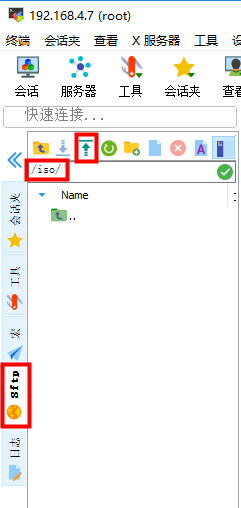 192.168.4.7 (root)
终端 会话夹 查看 X 服务器 工具
会话 服务器 工具 会话夹 查看
快速连接...
/iso/
Name
..
会话夹
工具
宏
Sftp
日志